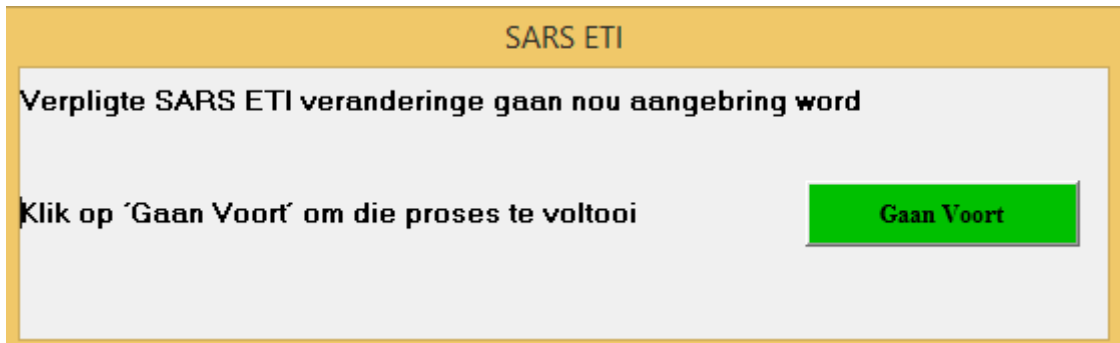 SARS ETI
Verpligte SARS ETI veranderinge gaan nou aangebring word
Klik op ´Gaan Voort´ om die proses te voltooi
Gaan Voort